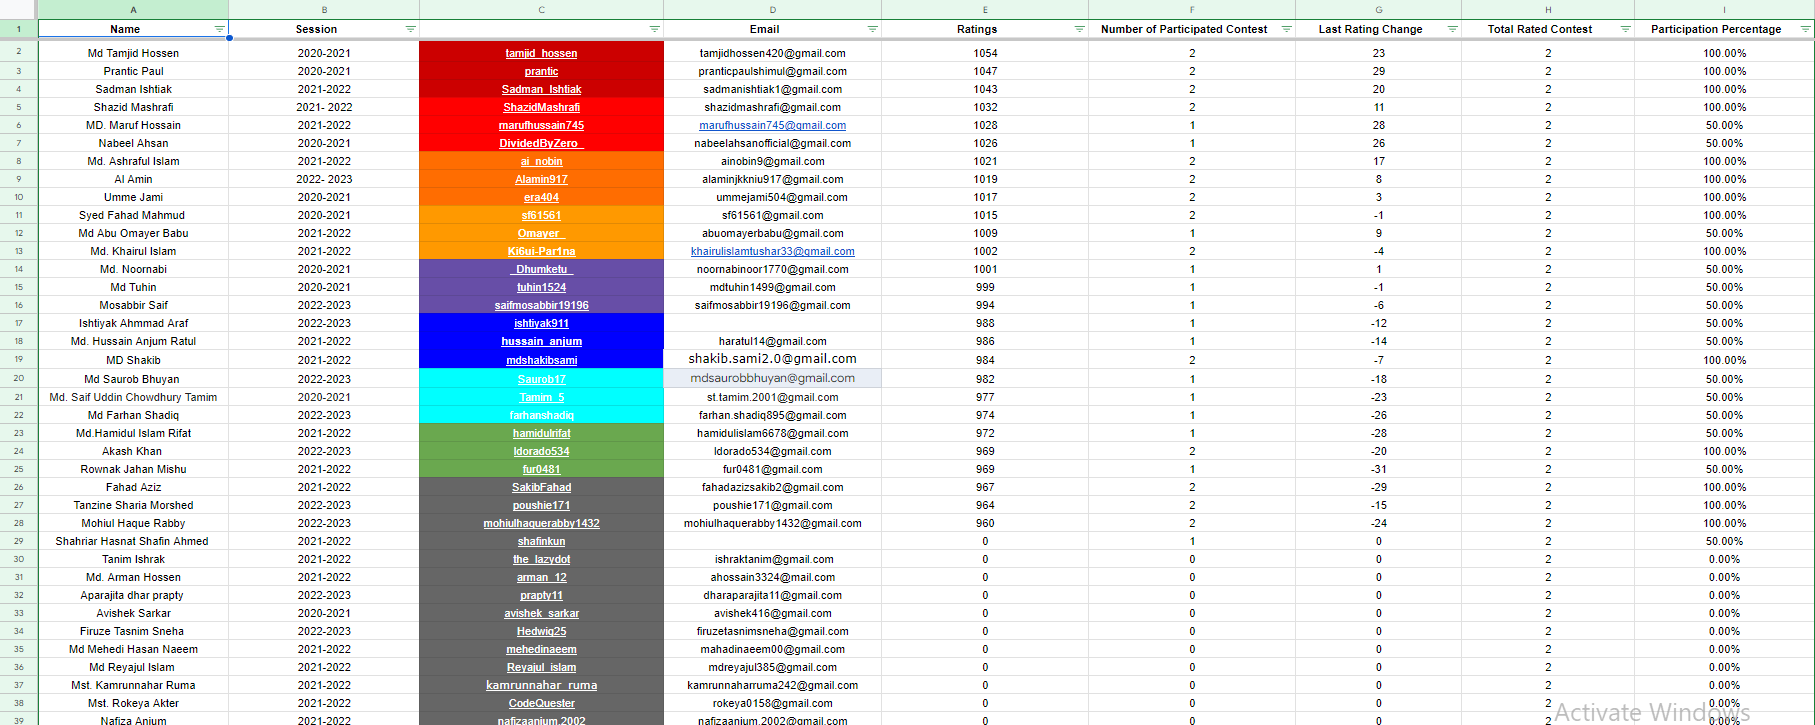 A B C D E F G H I
1 Name Session Email Ratings Number of Participated Contest Last Rating Change Total Rated Contest Participation Percentage
2 Md Tamjid Hossen 2020-2021 tamjid_hossen tamjidhossen420@gmail.com 1054 2 23 2 100.00%
3 Prantic Paul 2020-2021 prantic pranticpaulshimul@gmail.com 1047 2 29 2 100.00%
4 Sadman Ishtiak 2021-2022 Sadman_Ishtiak sadmanishtiak1@gmail.com 1043 2 20 2 100.00%
5 Shazid Mashrafi 2021- 2022 ShazidMashrafi shazidmashrafi@gmail.com 1032 2 11 2 100.00%
6 MD. Maruf Hossain 2021-2022 marufhussain745 marufhussain745@gmail.com 1028 1 28 2 50.00%
7 Nabeel Ahsan 2020-2021 DividedByZero_ nabeelahsanofficial@gmail.com 1026 1 26 2 50.00%
8 Md. Ashraful Islam 2021-2022 ai_nobin ainobin9@gmail.com 1021 2 17 2 100.00%
9 Al Amin 2022- 2023 Alamin917 alaminjkkniu917@gmail.com 1019 2 8 2 100.00%
10 Umme Jami 2020-2021 era404 ummejami504@gmail.com 1017 2 3 2 100.00%
11 Syed Fahad Mahmud 2020-2021 sf61561 sf61561@gmail.com 1015 2 -1 2 100.00%
12 Md Abu Omayer Babu 2021-2022 Omayer_ abuomayerbabu@gmail.com 1009 1 9 2 50.00%
13 Md. Khairul Islam 2021-2022 Ki6ui-Par1na khairulislamtushar33@gmail.com 1002 2 -4 2 100.00%
14 Md. Noornabi 2020-2021 _Dhumketu_ noornabinoor1770@gmail.com 1001 1 1 2 50.00%
15 Md Tuhin 2020-2021 tuhin1524 mdtuhin1499@gmail.com 999 1 -1 2 50.00%
16 Mosabbir Saif 2022-2023 saifmosabbir19196 saifmosabbir19196@gmail.com 994 1 -6 2 50.00%
17 Ishtiyak Ahmmad Araf 2022-2023 ishtiyak911 988 1 -12 2 50.00%
18 Md. Hussain Anjum Ratul 2021-2022 hussain_anjum haratul14@gmail.com 986 1 -14 2 50.00%
19 MD Shakib 2021-2022 mdshakibsami shakib.sami2.0@gmail.com 984 2 -7 2 100.00%
20 Md Saurob Bhuyan 2022-2023 Saurob17 mdsaurobbhuyan@gmail.com 982 1 -18 2 50.00%
21 Md. Saif Uddin Chowdhury Tamim 2020-2021 Tamim_5 st.tamim.2001@gmail.com 977 1 -23 2 50.00%
22 Md Farhan Shadiq 2022-2023 farhanshadiq farhan.shadiq895@gmail.com 974 1 -26 2 50.00%
23 Md.Hamidul Islam Rifat 2021-2022 hamidulrifat hamidulislam6678@gmail.com 972 1 -28 2 50.00%
24 Akash Khan 2022-2023 ldorado534 ldorado534@gmail.com 969 2 -20 2 100.00%
25 Rownak Jahan Mishu 2021-2022 fur0481 fur0481@gmail.com 969 1 -31 2 50.00%
26 Fahad Aziz 2021-2022 SakibFahad fahadazizsakib2@gmail.com 967 2 -29 2 100.00%
27 Tanzine Sharia Morshed 2022-2023 poushie171 poushie171@gmail.com 964 2 -15 2 100.00%
28 Mohiul Haque Rabby 2022-2023 mohiulhaquerabby1432 mohiulhaquerabby1432@gmail.com 960 2 -24 2 100.00%
29 Shahriar Hasnat Shafin Ahmed 2021-2022 shafinkun 0 1 0 2 50.00%
30 Tanim Ishrak 2021-2022 the_lazydot ishraktanim@gmail.com 0 0 0 2 0.00%
31 Md. Arman Hossen 2021-2022 arman_12 ahossain3324@mail.com 0 0 0 2 0.00%
32 Aparajita dhar prapty 2022-2023 prapty11 dharaparajita11@gmail.com 0 0 0 2 0.00%
33 Avishek Sarkar 2020-2021 avishek_sarkar avishek416@gmail.com 0 0 0 2 0.00%
34 Firuze Tasnim Sneha 2022-2023 Hedwig25 firuzetasnimsneha@gmail.com 0 0 0 2 0.00%
35 Md Mehedi Hasan Naeem 2021-2022 mehedinaeem mahadinaeem00@gmail.com 0 0 0 2 0.00%
36 Md Reyajul Islam 2021-2022 Reyajul_islam mdreyajul385@gmail.com 0 0 0 2 0.00%
37 Mst. Kamrunnahar Ruma 2021-2022 kamrunnahar_ruma kamrunnaharruma242@gmail.com 0 0 0 2 0.00%
38 Mst. Rokeya Akter 2021-2022 CodeQuester rokeya0158@gmail.com 0 0 0 2 0.00%
39 Nafiza Anjum 2021-2022 nafizaanjum.2002 nafizaanjum.2002@gmail.com 0 0 0 2 0.00%
Activate Windows